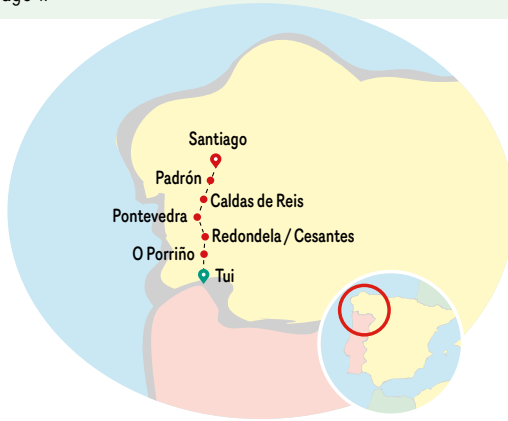 Santiago
Padrón
Caldas de Reis
Pontevedra
Redondela / Cesantes
O Porriño
Tui